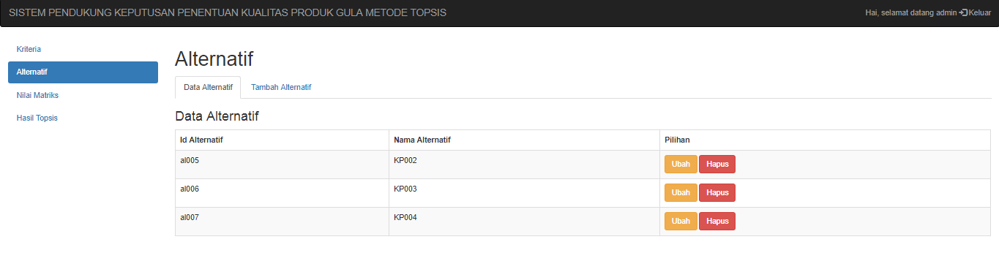 SISTEM PENDUKUNG KEPUTUSAN PENENTUAN KUALITAS PRODUK GULA METODE TOPSIS
Hai, selamat datang admin Keluar
Kriteria
Alternatif
Nilai Matriks
Hasil Topsis
Alternatif
Data Alternatif Tambah Alternatif
Data Alternatif
Id Alternatif Nama Alternatif Pilihan
al005 KP002 Ubah Hapus
al006 KP003 Ubah Hapus
al007 KP004 Ubah Hapus